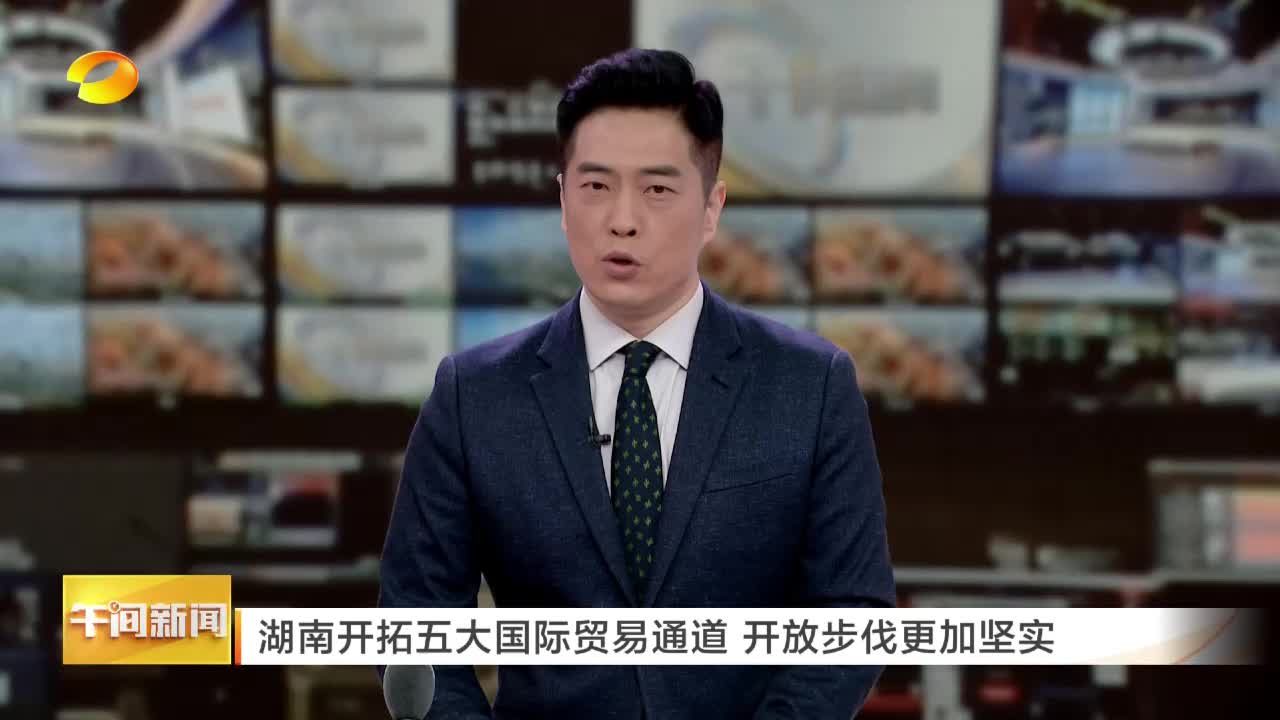 午间新闻
湖南开拓五大国际贸易通道 开放步伐更加坚实